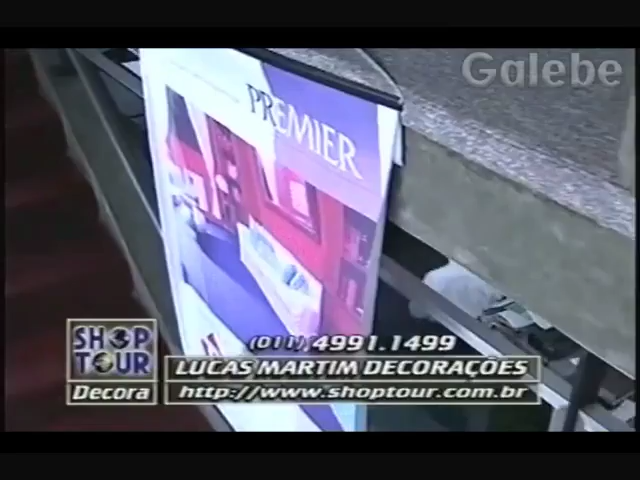 Galebe
PREMIER
(011) 4991.1499
SHOP
TOUR
Decora
LUCAS MARTIM DECORAÇÕES
http://www.shoptour.com.br